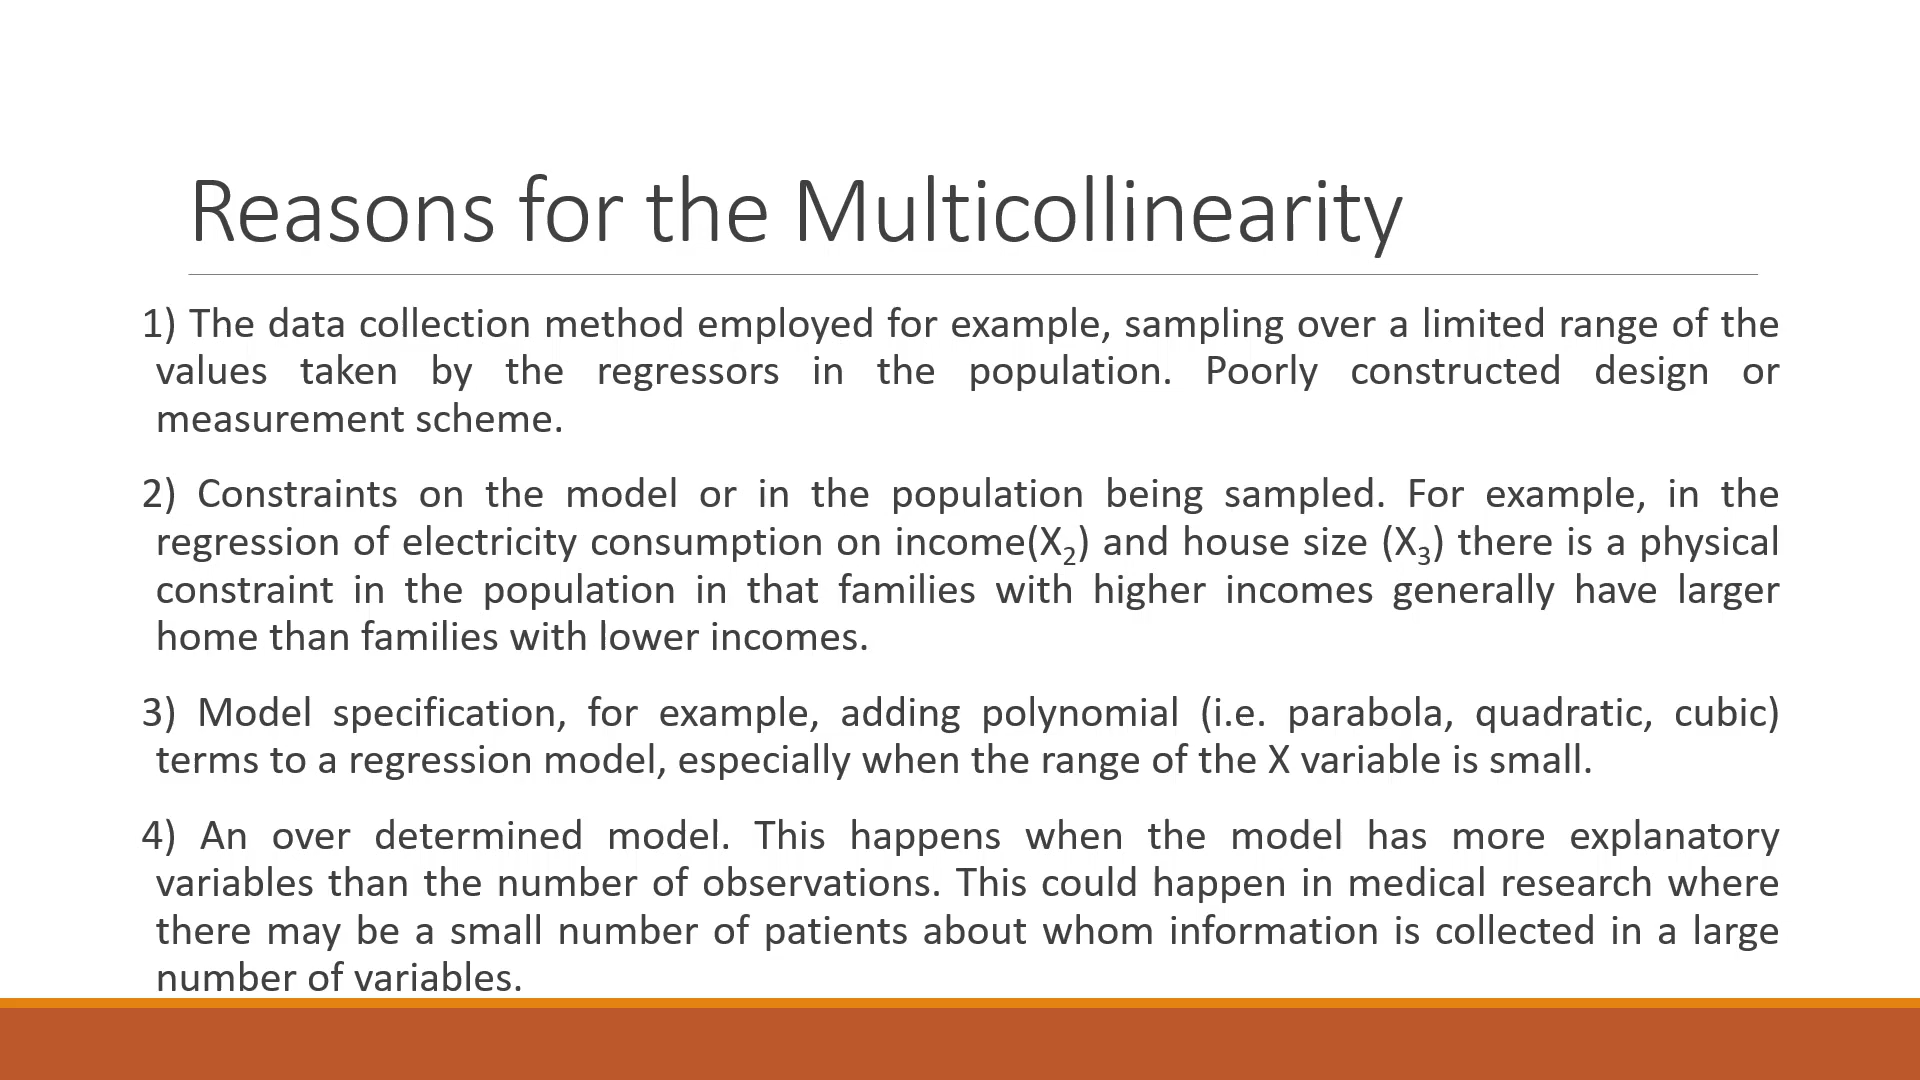 Reasons for the Multicollinearity
1) The data collection method employed for example, sampling over a limited range of the
values taken by the regressors in the population. Poorly constructed design or
measurement scheme.
2) Constraints on the model or in the population being sampled. For example, in the
regression of electricity consumption on income(X₂) and house size (X₃) there is a physical
constraint in the population in that families with higher incomes generally have larger
home than families with lower incomes.
3) Model specification, for example, adding polynomial (i.e. parabola, quadratic, cubic)
terms to a regression model, especially when the range of the X variable is small.
4) An over determined model. This happens when the model has more explanatory
variables than the number of observations. This could happen in medical research where
there may be a small number of patients about whom information is collected in a large
number of variables.